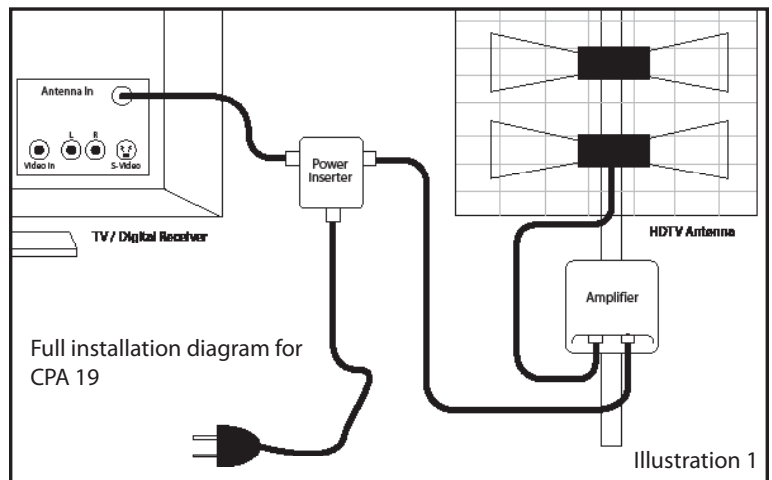 Antenna In
L R
Video In
S-Video
TV / Digital Receiver
Power
Inserter
HDTV Antenna
Amplifier
Full installation diagram for
CPA 19
Illustration 1